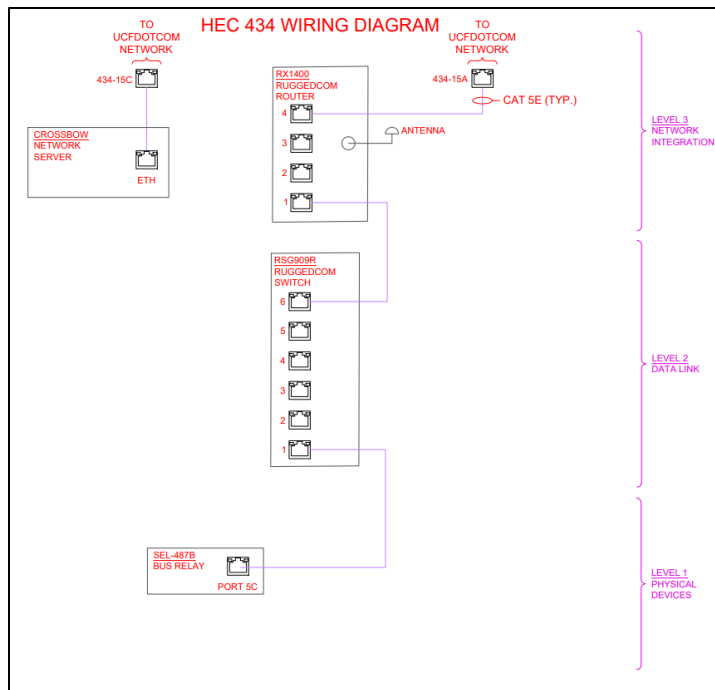 HEC 434 WIRING DIAGRAM
TO
UCFDOTCOM
NETWORK
434-15C
TO
UCFDOTCOM
NETWORK
434-15A
CAT 5E (TYP.)
CROSSBOW
NETWORK
SERVER
ETH
RX1400
RUGGEDCOM
ROUTER
4
3
2
1
ANTENNA
LEVEL 3
NETWORK
INTEGRATION
RSG909R
RUGGEDCOM
SWITCH
6
5
4
3
2
1
LEVEL 2
DATA LINK
SEL-487B
BUS RELAY
PORT 5C
LEVEL 1
PHYSICAL
DEVICES